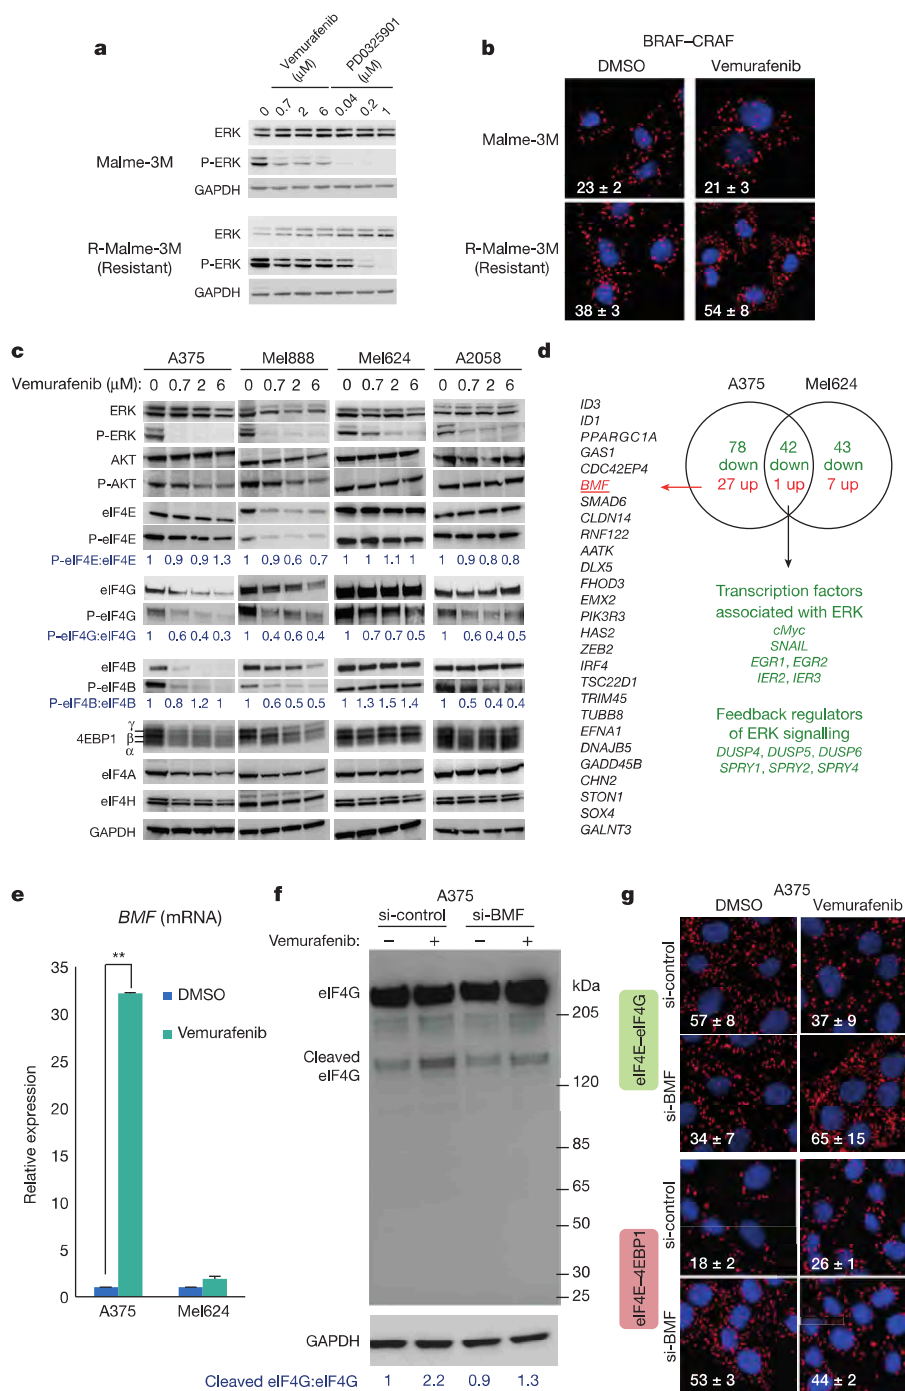 a
Vemurafenib (μM)
PD0325901 (μM)
0 0.7 2 6 0.04 0.2 1
Malme-3M
ERK
P-ERK
GAPDH
R-Malme-3M
(Resistant)
ERK
P-ERK
GAPDH
b
BRAF–CRAF
DMSO Vemurafenib
Malme-3M
23 ± 2 21 ± 3
R-Malme-3M
(Resistant)
38 ± 3 54 ± 8
c
A375 Mel888 Mel624 A2058
Vemurafenib (μM): 0 0.7 2 6 0 0.7 2 6 0 0.7 2 6 0 0.7 2 6
ERK
P-ERK
AKT
P-AKT
eIF4E
P-eIF4E
P-eIF4E:eIF4E 1 0.9 0.9 1.3 1 0.9 0.6 0.7 1 1 1.1 1 1 0.9 0.8 0.8
eIF4G
P-eIF4G
P-eIF4G:eIF4G 1 0.6 0.4 0.3 1 0.4 0.6 0.4 1 0.7 0.7 0.5 1 0.6 0.4 0.5
eIF4B
P-eIF4B
P-eIF4B:eIF4B 1 0.8 1.2 1 1 0.6 0.5 0.5 1 1.3 1.5 1.4 1 0.5 0.4 0.4
4EBP1 γ β α
eIF4A
eIF4H
GAPDH
d
ID3
ID1
PPARGC1A
GAS1
CDC42EP4
BMF
SMAD6
CLDN14
RNF122
AATK
DLX5
FHOD3
EMX2
PIK3R3
HAS2
ZEB2
IRF4
TSC22D1
TRIM45
TUBB8
EFNA1
DNAJB5
GADD45B
CHN2
STON1
SOX4
GALNT3
A375 Mel624
78 42 43
down down down
27 up 1 up 7 up
Transcription factors
associated with ERK
cMyc
SNAIL
EGR1, EGR2
IER2, IER3
Feedback regulators
of ERK signalling
DUSP4, DUSP5, DUSP6
SPRY1, SPRY2, SPRY4
e
BMF (mRNA)
Relative expression
35
30
25
20
15
10
5
0
**
DMSO
Vemurafenib
A375 Mel624
f
A375
si-control si-BMF
Vemurafenib: – + – +
eIF4G
Cleaved
eIF4G
kDa
205
120
85
65
50
30
25
GAPDH
Cleaved eIF4G:eIF4G 1 2.2 0.9 1.3
g
A375
DMSO Vemurafenib
eIF4E–eIF4G
si-control
57 ± 8 37 ± 9
si-BMF
34 ± 7 65 ± 15
eIF4E–4EBP1
si-control
18 ± 2 26 ± 1
si-BMF
53 ± 3 44 ± 2